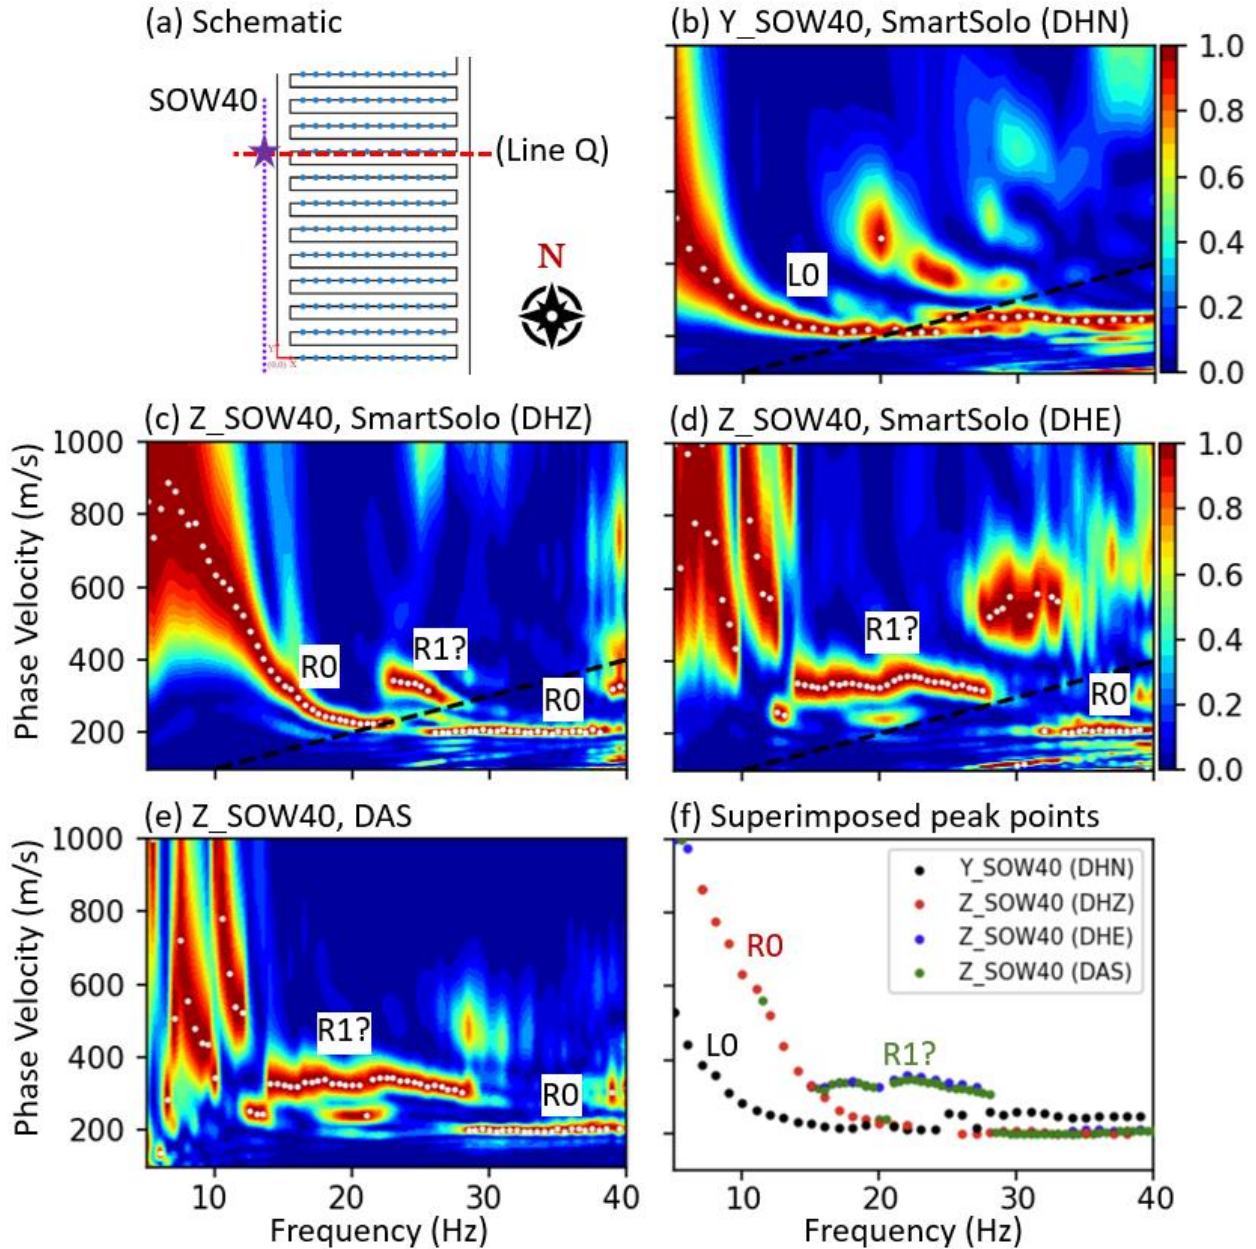 (a) Schematic
SOW40
(Line Q)
N
Y
(0,0) X
(b) Y_SOW40, SmartSolo (DHN)
L0
1.0
0.8
0.6
0.4
0.2
0.0
(c) Z_SOW40, SmartSolo (DHZ)
Phase Velocity (m/s)
1000
800
600
400
200
R0
R1?
R0
(d) Z_SOW40, SmartSolo (DHE)
R1?
R0
1.0
0.8
0.6
0.4
0.2
0.0
(e) Z_SOW40, DAS
Phase Velocity (m/s)
1000
800
600
400
200
R1?
R0
10 20 30 40
Frequency (Hz)
(f) Superimposed peak points
Y_SOW40 (DHN)
Z_SOW40 (DHZ)
Z_SOW40 (DHE)
Z_SOW40 (DAS)
R0
L0
R1?
10 20 30 40
Frequency (Hz)